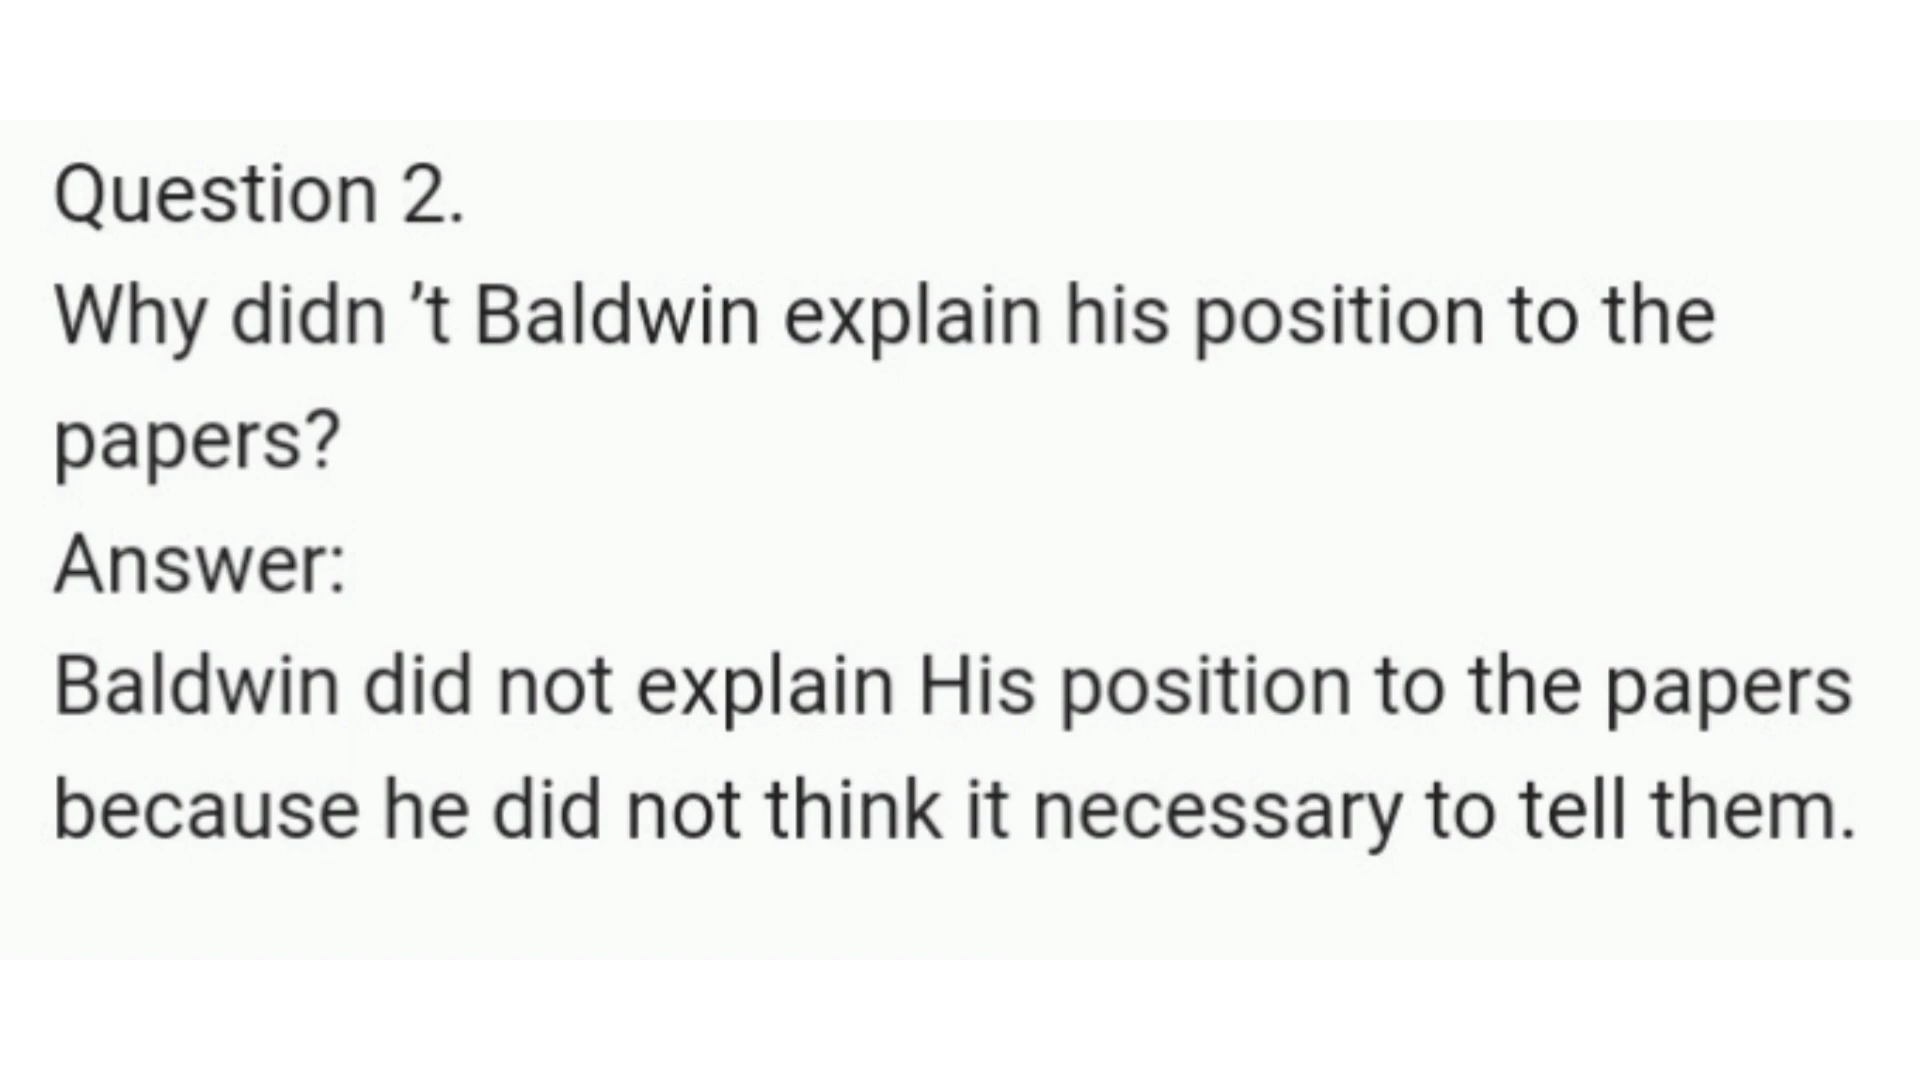 Question 2.
Why didn ’t Baldwin explain his position to the
papers?
Answer:
Baldwin did not explain His position to the papers
because he did not think it necessary to tell them.